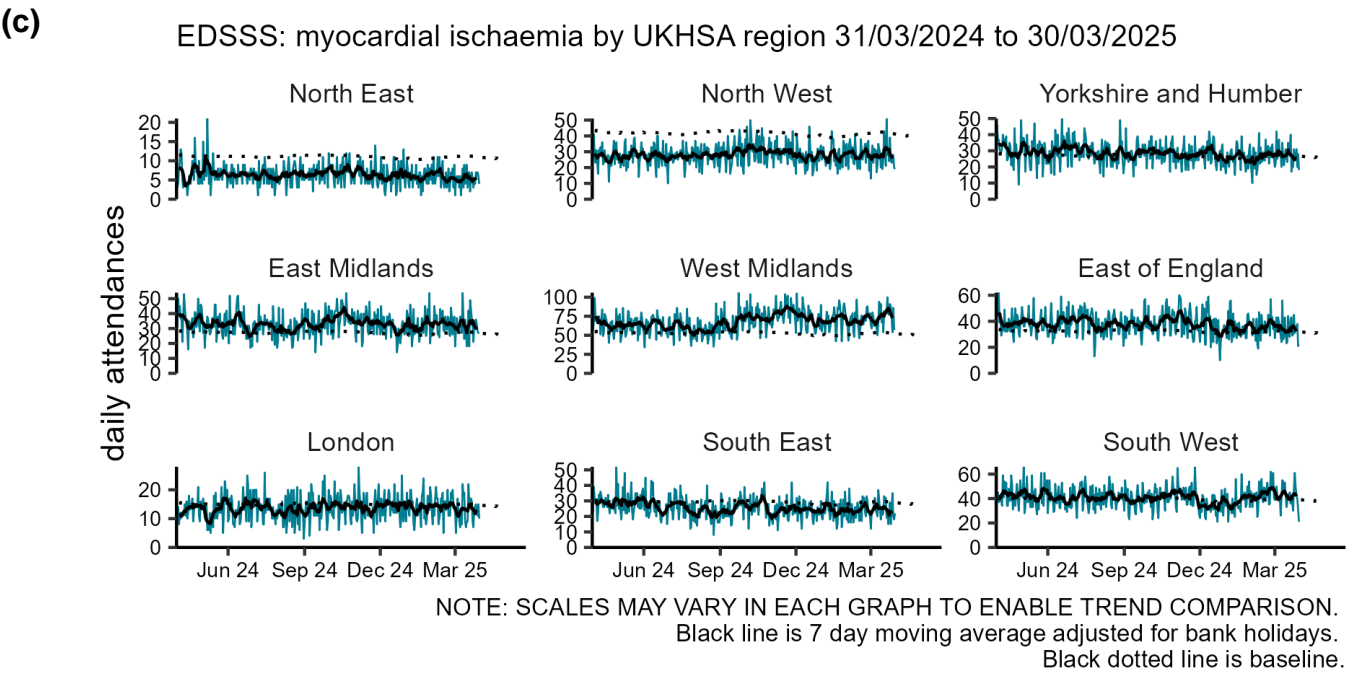 (c)
EDSSS: myocardial ischaemia by UKHSA region 31/03/2024 to 30/03/2025
daily attendances
North East
20
15
10
5
0
North West
50
40
30
20
10
0
Yorkshire and Humber
50
40
30
20
10
0
East Midlands
50
40
30
20
10
0
West Midlands
100
75
50
25
0
East of England
60
40
20
0
London
20
10
0
Jun 24 Sep 24 Dec 24 Mar 25
South East
50
40
30
20
10
0
Jun 24 Sep 24 Dec 24 Mar 25
South West
60
40
20
0
Jun 24 Sep 24 Dec 24 Mar 25
NOTE: SCALES MAY VARY IN EACH GRAPH TO ENABLE TREND COMPARISON.
Black line is 7 day moving average adjusted for bank holidays.
Black dotted line is baseline.